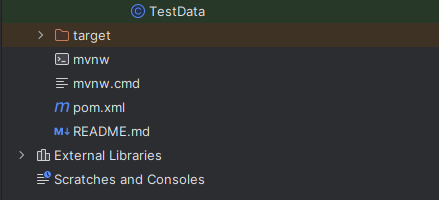 TestData
target
mvnw
mvnw.cmd
pom.xml
README.md
External Libraries
Scratches and Consoles